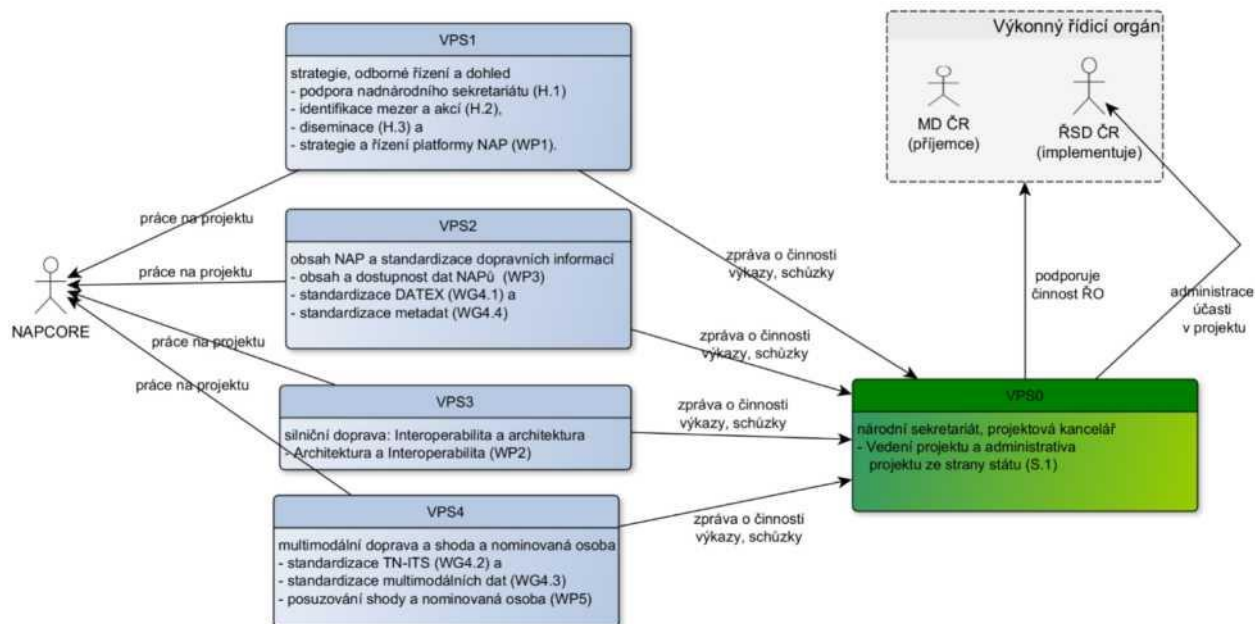 VPS1
strategie, odborné řízení a dohled
- podpora nadnárodního sekretariátu (H.1)
- identifikace mezer a akcí (H.2),
- diseminace (H.3) a
- strategie a řízení platformy NAP (WP1).
Výkonný řídicí orgán
MD ČR
(příjemce)
ŘSD ČR
(implementuje)
práce na projektu
VPS2
obsah NAP a standardizace dopravních informací
- obsah a dostupnost dat NAPů (WP3)
- standardizace DATEX (WG4.1) a
- standardizace metadat (WG4.4)
práce na projektu
zpráva o činnosti
výkazy, schůzky
podporuje
činnost ŘO
administrace
účasti
v projektu
NAPCORE
práce na projektu
zpráva o činnosti
výkazy, schůzky
práce na projektu
VPS3
silniční doprava: Interoperabilita a architektura
- Architektura a Interoperabilita (WP2)
zpráva o činnosti
výkazy, schůzky
VPS0
národní sekretariát, projektová kancelář
- Vedení projektu a administrativa
projektu ze strany státu (S.1)
VPS4
multimodální doprava a shoda a nominovaná osoba
- standardizace TN-ITS (WG4.2) a
- standardizace multimodálních dat (WG4.3)
- posuzování shody a nominovaná osoba (WP5)
zpráva o činnosti
výkazy, schůzky